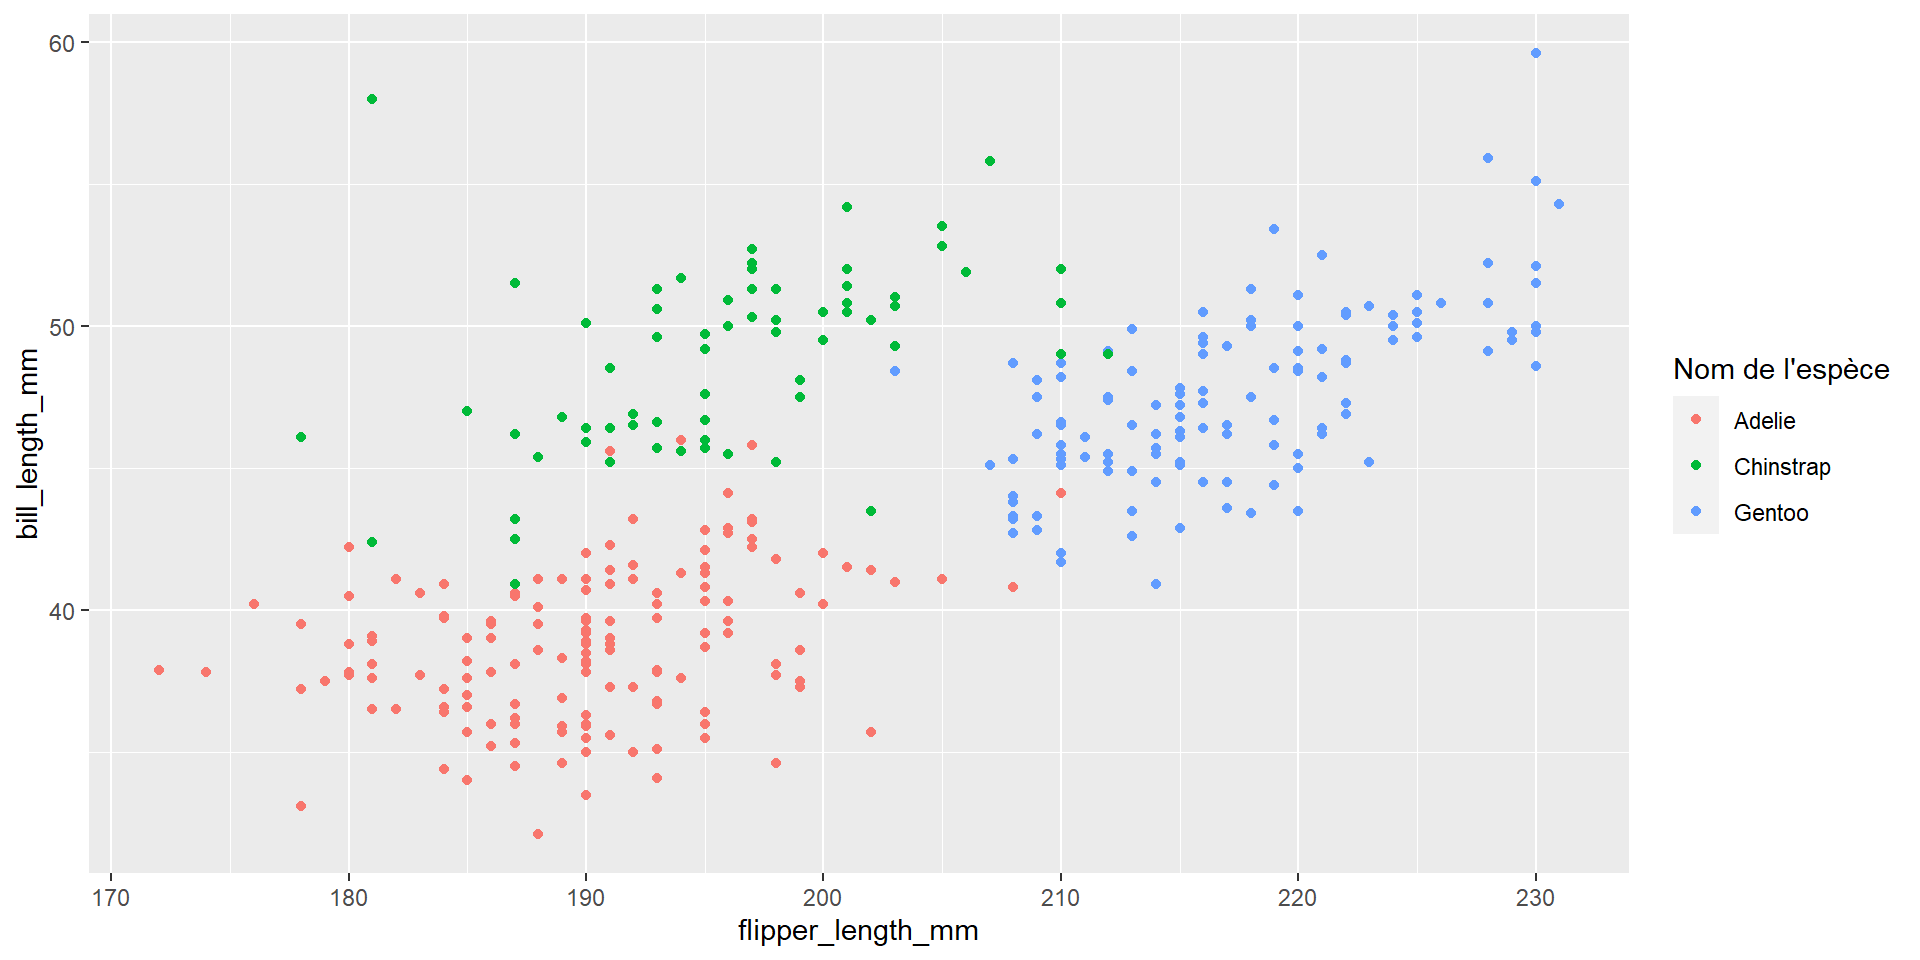 60
50
40
bill_length_mm
170 180 190 200 210 220 230
flipper_length_mm
Nom de l'espèce
Adelie
Chinstrap
Gentoo